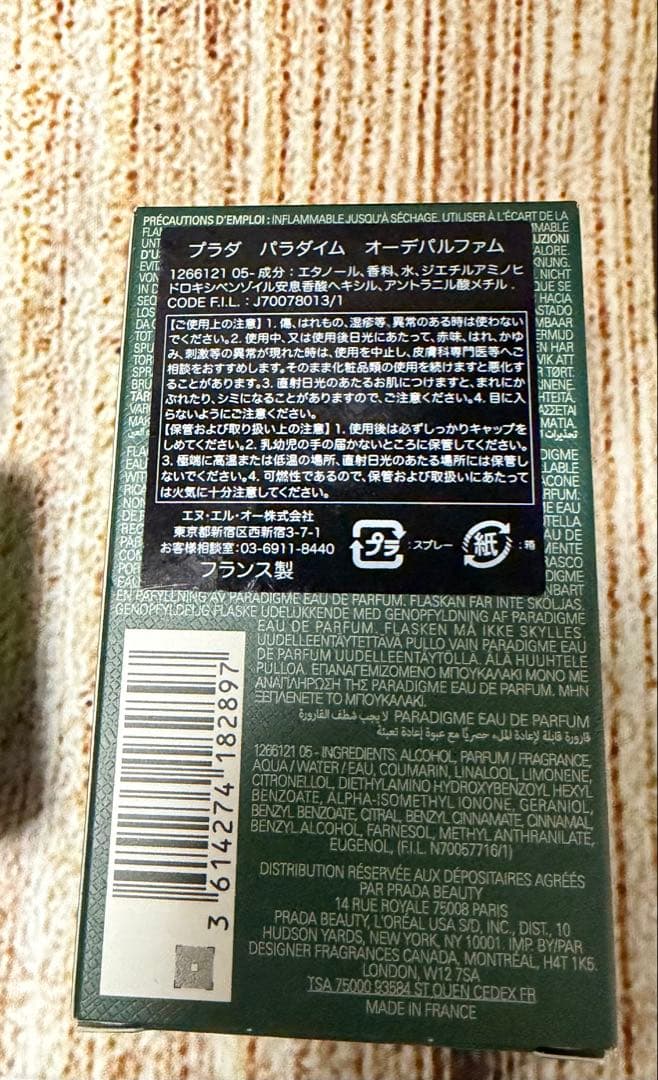 PRÉCAUTIONS D'EMPLOI : INFLAMMABLE JUSQU'À SÉCHAGE. UTILISER À L'ÉCART DE LA
プラダ パラダイム オーデパルファム
1266121 05- 成分：エタノール、香料、水、ジエチルアミノヒ
ドロキシベンゾイル安息香酸ヘキシル、アントラニル酸メチル .
CODE F.I.L. : J70078013/1
【ご使用上の注意】1. 傷、はれもの、湿疹等、異常のある時は使わない
でください。2. 使用中、又は使用後日光にあたって、赤味、はれ、かゆ
み、刺激等の異常が現れた時は、使用を中止し、皮膚科専門医等へご
相談をおすすめします。そのまま化粧品類の使用を続けますと悪化す
ることがあります。3. 直射日光のあたるお肌につけますと、まれにか
ぶれたり、シミになることがありますので、ご注意ください。4. 目に入
らないようにご注意ください。
【保管および取り扱い上の注意】1. 使用後は必ずしっかりキャップを
しめてください。2. 乳幼児の手の届かないところに保管してください。
3. 極端に高温または低温の場所、直射日光のあたる場所には保管し
ないでください。4. 可燃性であるので、保管および取扱いにあたって
は火気に十分注意してください。
エヌ・エル・オー株式会社
東京都新宿区西新宿3-7-1
お客様相談室：03-6911-8440
フランス製
プラ ：スプレー 紙 ：箱
EN PÅFYLLNING AV PARADIGME EAU DE PARFUM. FLASKAN FÅR INTE SKÖLJAS.
GENOPFYLDELIG FLASKE UDELUKKENDE MED GENOPFYLDNING AF PARADIGME
EAU DE PARFUM. FLASKEN MÅ IKKE SKYLLES.
UUDELLEENTÄYTETTÄVÄ PULLO VAIN PARADIGME EAU
DE PARFUM UUDELLEENTÄYTÖLLÄ. ÄLÄ HUUHTELE
PULLOA. ΕΠΑΝΑΓΕΜΙΖΟΜΕΝΟ ΜΠΟΥΚΑΛΑΚΙ ΜΟΝΟ ΜΕ
ΑΝΑΠΛΗΡΩΣΗ ΤΗΣ PARADIGME EAU DE PARFUM. ΜΗΝ
ΞΕΠΛΕΝΕΤΕ ΤΟ ΜΠΟΥΚΑΛΑΚΙ.
PARADIGME EAU DE PARFUM لا يجب شطف القارورة
قارورة قابلة لإعادة الملء حصريًا مع عبوة إعادة تعبئة
1266121 05 - INGREDIENTS: ALCOHOL, PARFUM / FRAGRANCE,
AQUA / WATER / EAU, COUMARIN, LINALOOL, LIMONENE,
CITRONELLOL, DIETHYLAMINO HYDROXYBENZOYL HEXYL
BENZOATE, ALPHA-ISOMETHYL IONONE, GERANIOL,
BENZYL BENZOATE, CITRAL, BENZYL CINNAMATE, CINNAMAL,
BENZYL ALCOHOL, FARNESOL, METHYL ANTHRANILATE,
EUGENOL, (F.I.L. N70057716/1)
DISTRIBUTION RÉSERVÉE AUX DÉPOSITAIRES AGRÉÉS
PAR PRADA BEAUTY
14 RUE ROYALE 75008 PARIS
PRADA BEAUTY, L'ORÉAL USA S/D, INC., DIST., 10
HUDSON YARDS, NEW YORK, NY 10001. IMP. BY/PAR
DESIGNER FRAGRANCES CANADA, MONTRÉAL, H4T 1K5.
LONDON, W12 7SA
TSA 75000 93584 ST OUEN CEDEX FR
MADE IN FRANCE
3 614274 182897